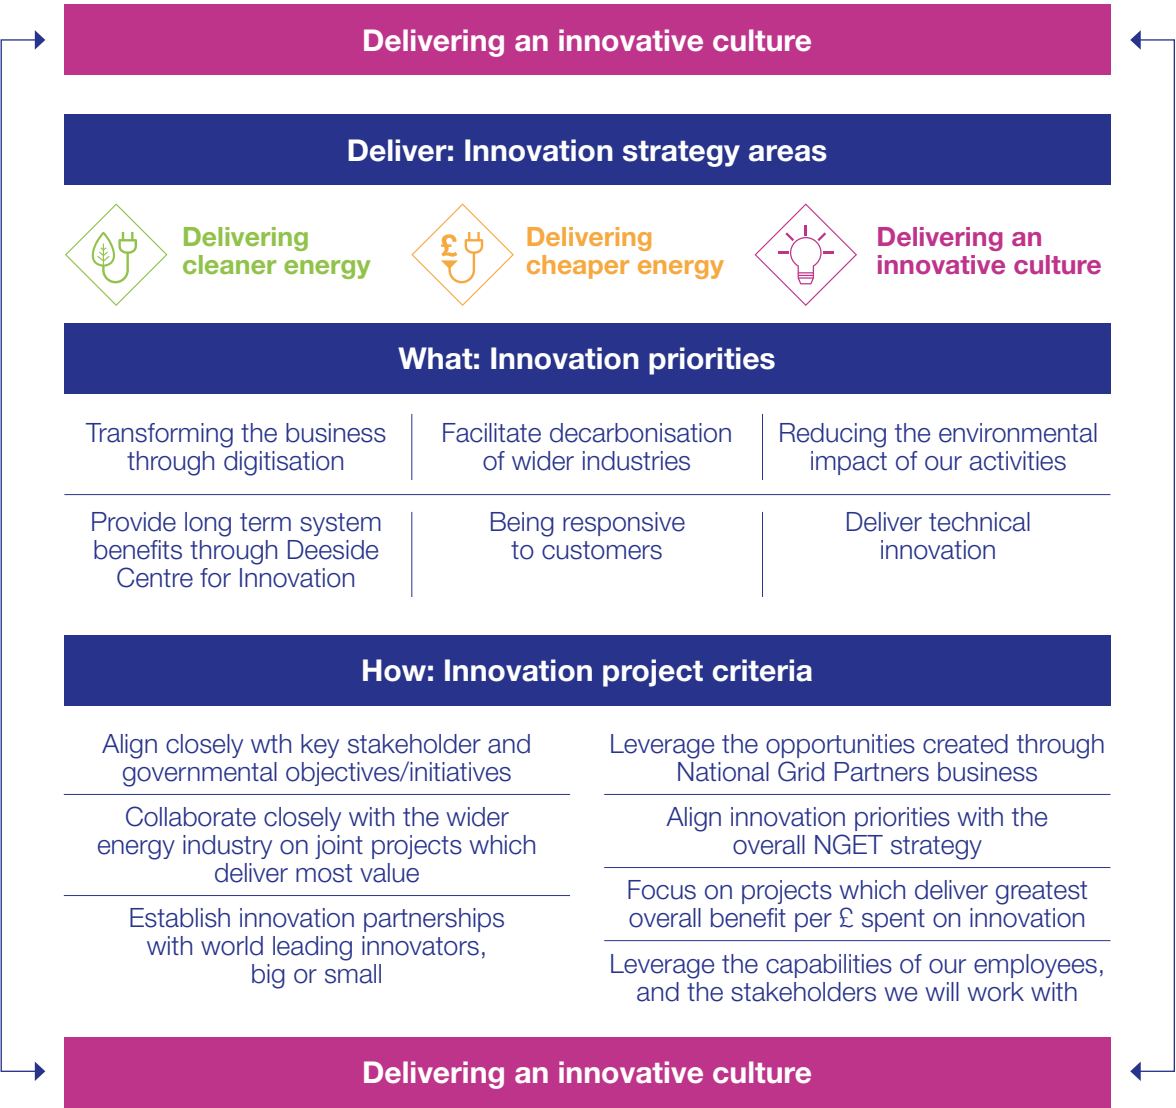 Delivering an innovative culture
Deliver: Innovation strategy areas
Delivering
cleaner energy
£
Delivering
cheaper energy
Delivering an
innovative culture
What: Innovation priorities
Transforming the business
through digitisation
Facilitate decarbonisation
of wider industries
Reducing the environmental
impact of our activities
Provide long term system
benefits through Deeside
Centre for Innovation
Being responsive
to customers
Deliver technical
innovation
How: Innovation project criteria
Align closely wth key stakeholder and
governmental objectives/initiatives
Collaborate closely with the wider
energy industry on joint projects which
deliver most value
Establish innovation partnerships
with world leading innovators,
big or small
Leverage the opportunities created through
National Grid Partners business
Align innovation priorities with the
overall NGET strategy
Focus on projects which deliver greatest
overall benefit per £ spent on innovation
Leverage the capabilities of our employees,
and the stakeholders we will work with
Delivering an innovative culture